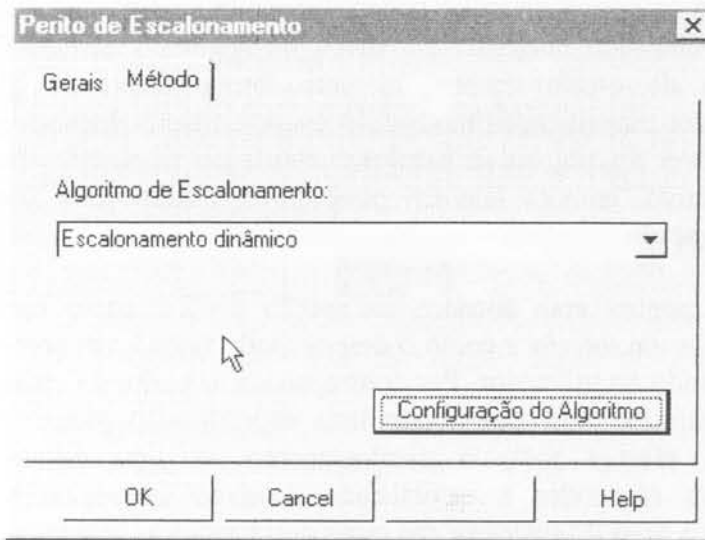 Perito de Escalonamento
Gerais Método
Algoritmo de Escalonamento:
Escalonamento dinâmico
Configuração do Algoritmo
OK Cancel Help